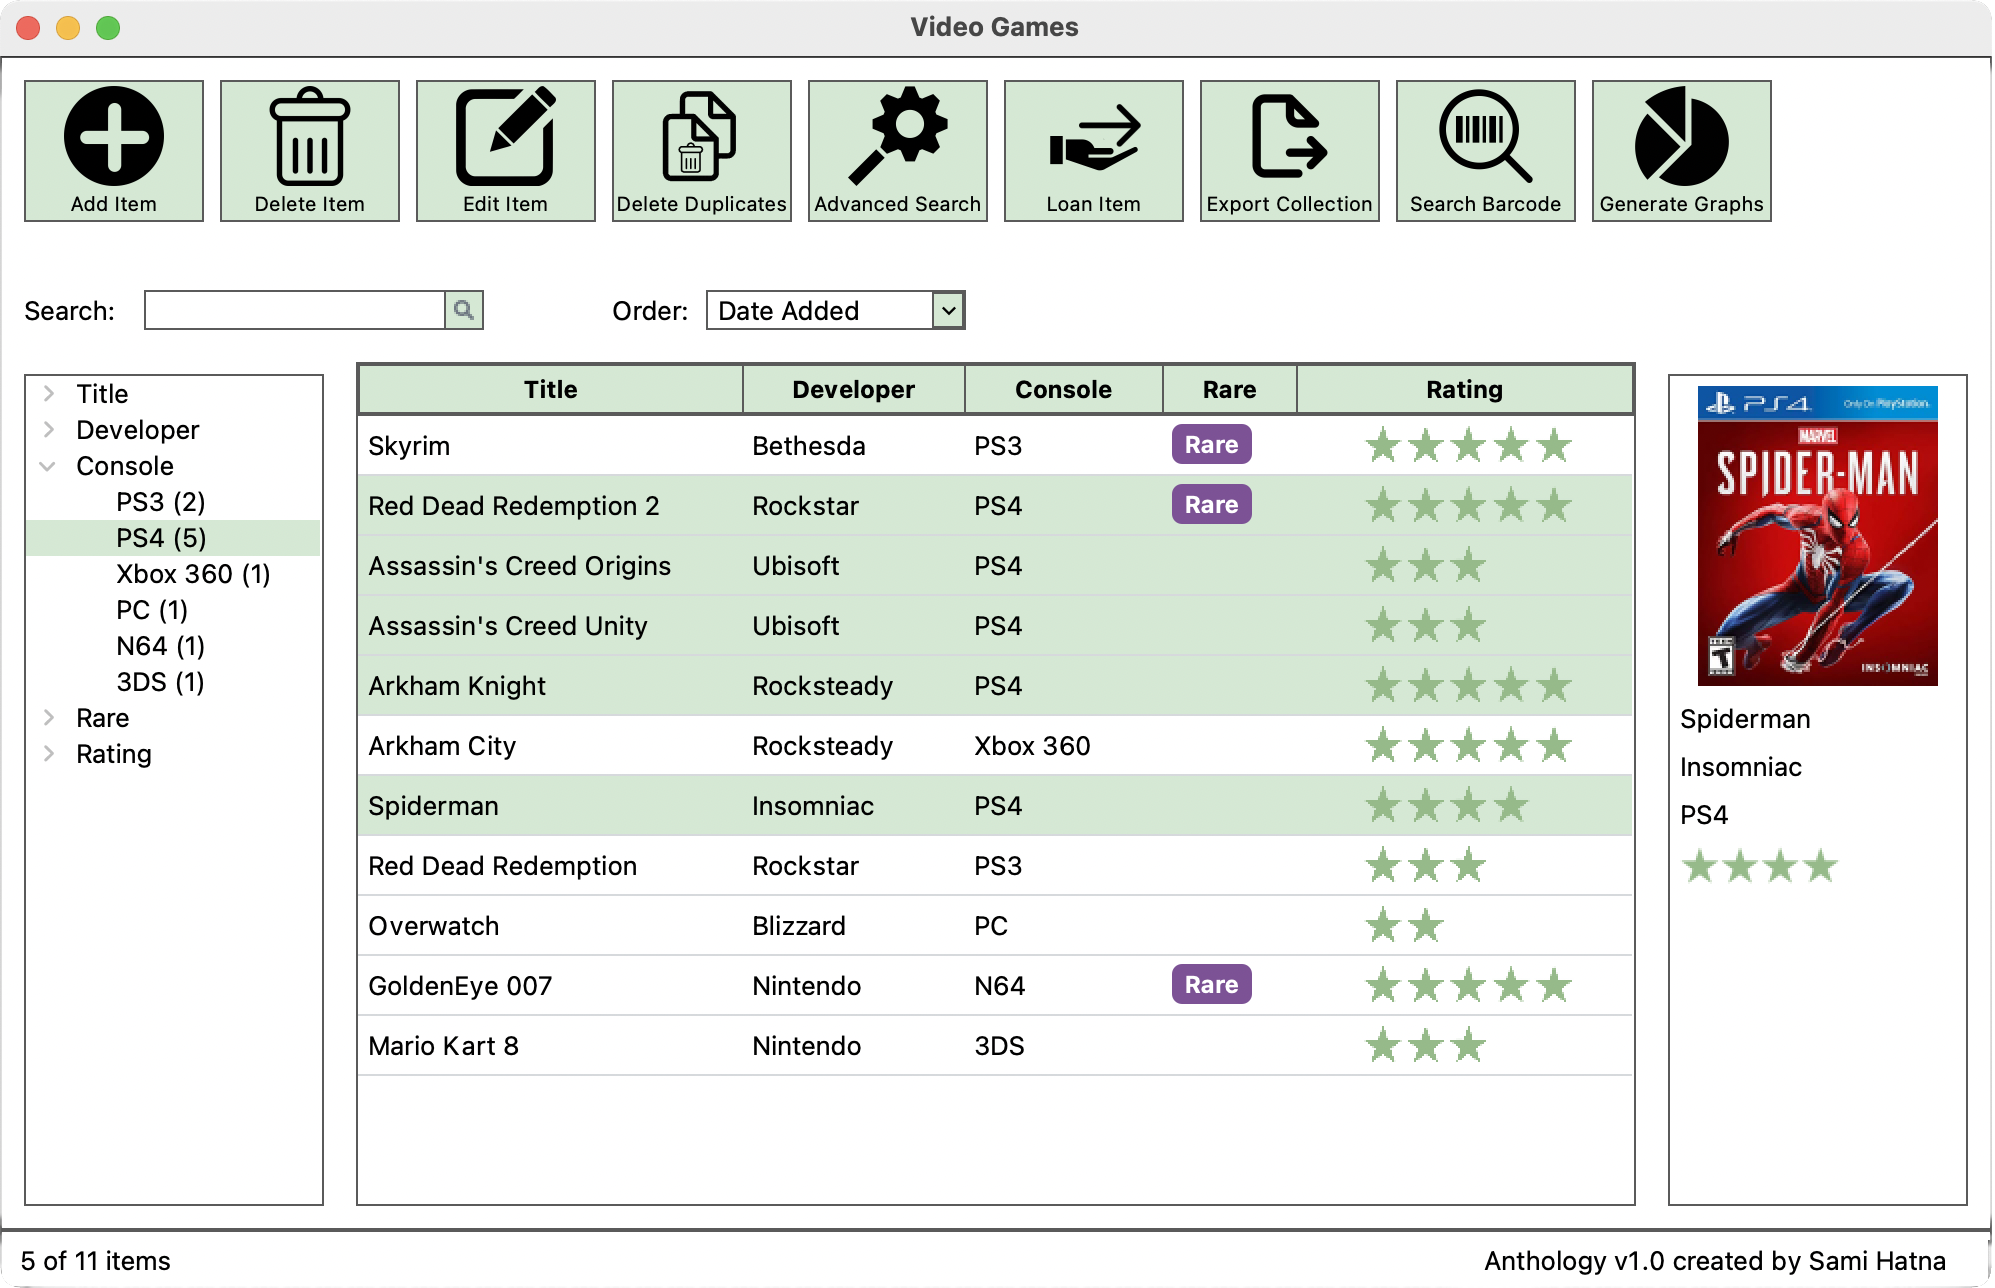 Video Games
Add Item
Delete Item
Edit Item
Delete Duplicates
Advanced Search
Loan Item
Export Collection
Search Barcode
Generate Graphs
Search:
Order: Date Added
Title
Developer
Console
PS3 (2)
PS4 (5)
Xbox 360 (1)
PC (1)
N64 (1)
3DS (1)
Rare
Rating
Title Developer Console Rare Rating
Skyrim Bethesda PS3 Rare
Red Dead Redemption 2 Rockstar PS4 Rare
Assassin's Creed Origins Ubisoft PS4
Assassin's Creed Unity Ubisoft PS4
Arkham Knight Rocksteady PS4
Arkham City Rocksteady Xbox 360
Spiderman Insomniac PS4
Red Dead Redemption Rockstar PS3
Overwatch Blizzard PC
GoldenEye 007 Nintendo N64 Rare
Mario Kart 8 Nintendo 3DS
PS4 Only On PlayStation.
MARVEL
SPIDER-MAN
T
INSOMNIAC
Spiderman
Insomniac
PS4
5 of 11 items
Anthology v1.0 created by Sami Hatna